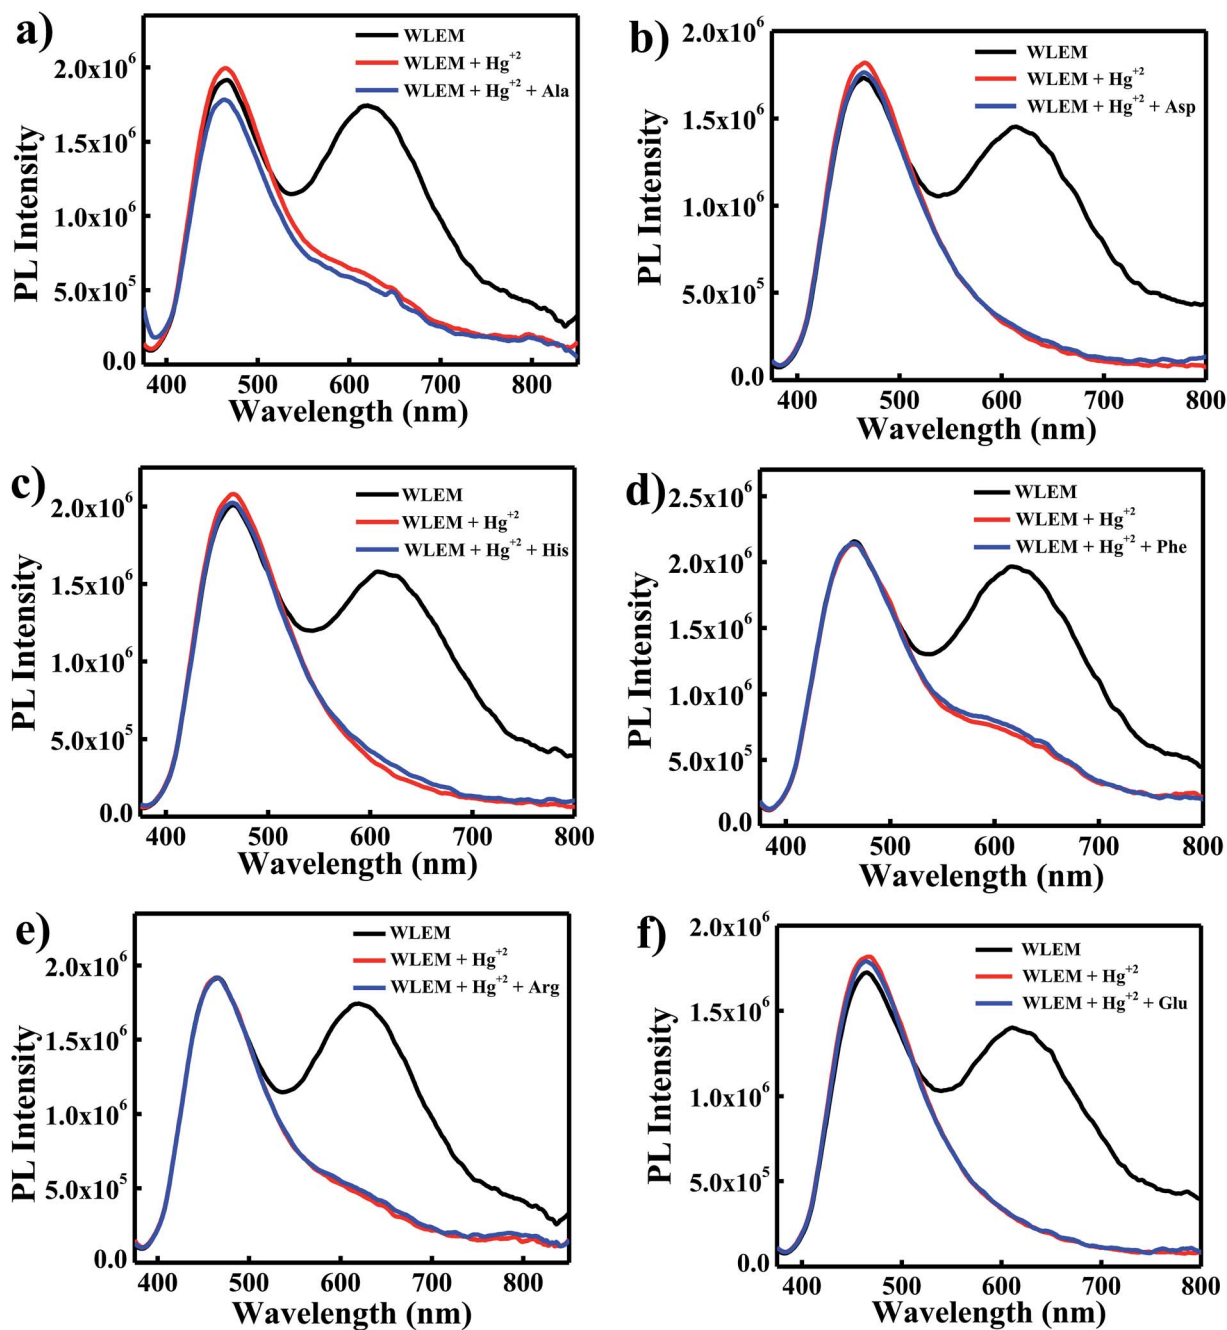 a)
WLEM
WLEM + Hg+2
WLEM + Hg+2 + Ala
PL Intensity
2.0x10^6
1.5x10^6
1.0x10^6
5.0x10^5
0.0
400 500 600 700 800
Wavelength (nm)
b)
WLEM
WLEM + Hg+2
WLEM + Hg+2 + Asp
PL Intensity
2.0x10^6
1.5x10^6
1.0x10^6
5.0x10^5
0.0
400 500 600 700 800
Wavelength (nm)
c)
WLEM
WLEM + Hg+2
WLEM + Hg+2 + His
PL Intensity
2.0x10^6
1.5x10^6
1.0x10^6
5.0x10^5
0.0
400 500 600 700 800
Wavelength (nm)
d)
WLEM
WLEM + Hg+2
WLEM + Hg+2 + Phe
PL Intensity
2.5x10^6
2.0x10^6
1.5x10^6
1.0x10^6
5.0x10^5
0.0
400 500 600 700 800
Wavelength (nm)
e)
WLEM
WLEM + Hg+2
WLEM + Hg+2 + Arg
PL Intensity
2.0x10^6
1.5x10^6
1.0x10^6
5.0x10^5
0.0
400 500 600 700 800
Wavelength (nm)
f)
WLEM
WLEM + Hg+2
WLEM + Hg+2 + Glu
PL Intensity
2.0x10^6
1.5x10^6
1.0x10^6
5.0x10^5
0.0
400 500 600 700 800
Wavelength (nm)